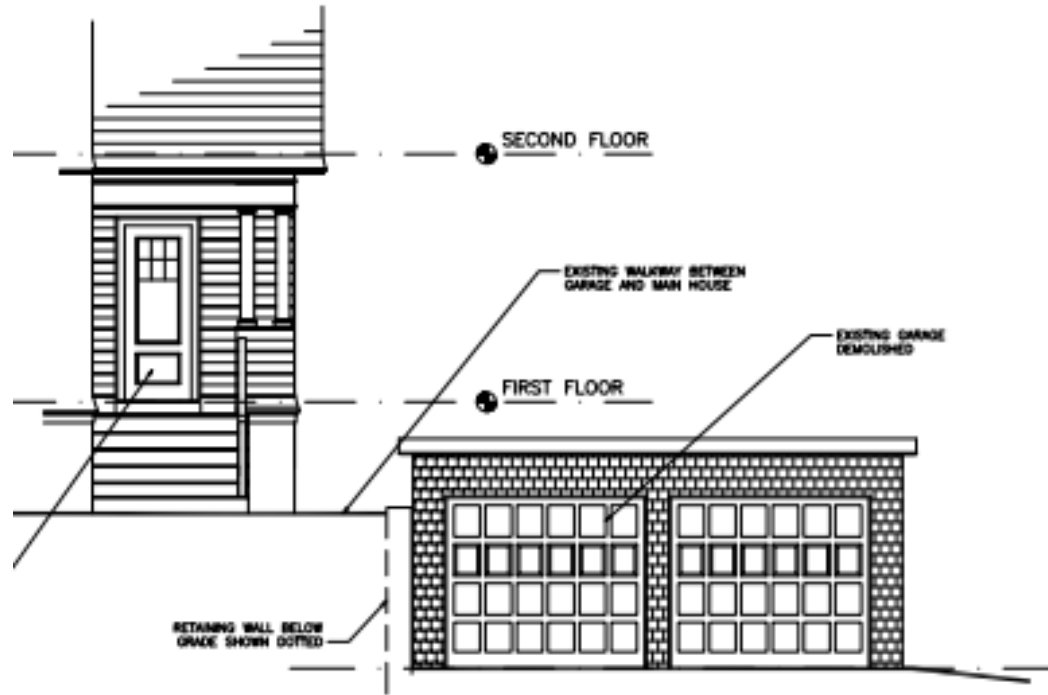 SECOND FLOOR
EXISTING WALKWAY BETWEEN
GARAGE AND MAIN HOUSE
EXISTING GARAGE
DEMOLISHED
FIRST FLOOR
RETAINING WALL BELOW
GRADE SHOWN DOTTED